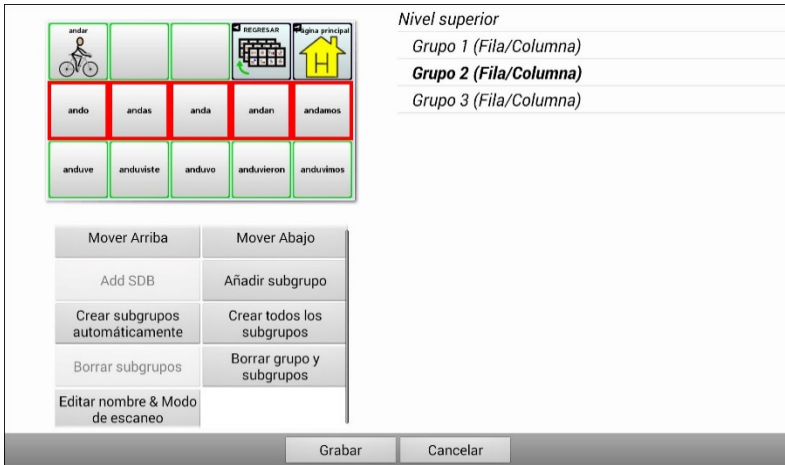 andar
REGRESAR
Página principal
H
ando andas anda andan andamos
anduve anduviste anduvo anduvieron anduvimos
Mover Arriba Mover Abajo
Add SDB Añadir subgrupo
Crear subgrupos
automáticamente
Crear todos los
subgrupos
Borrar subgrupos
Borrar grupo y
subgrupos
Editar nombre & Modo
de escaneo
Nivel superior
Grupo 1 (Fila/Columna)
Grupo 2 (Fila/Columna)
Grupo 3 (Fila/Columna)
Grabar Cancelar